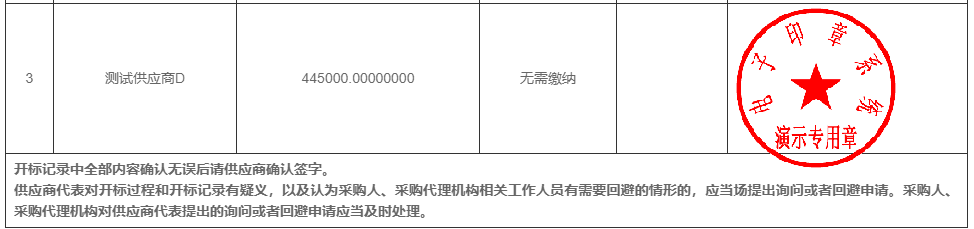 3 测试供应商D 445000.00000000 无需缴纳
电子印章系统
演示专用章
开标记录中全部内容确认无误后请供应商确认签字。
供应商代表对开标过程和开标记录有疑义，以及认为采购人、采购代理机构相关工作人员有需要回避的情形的，应当场提出询问或者回避申请。采购人、
采购代理机构对供应商代表提出的询问或者回避申请应当及时处理。